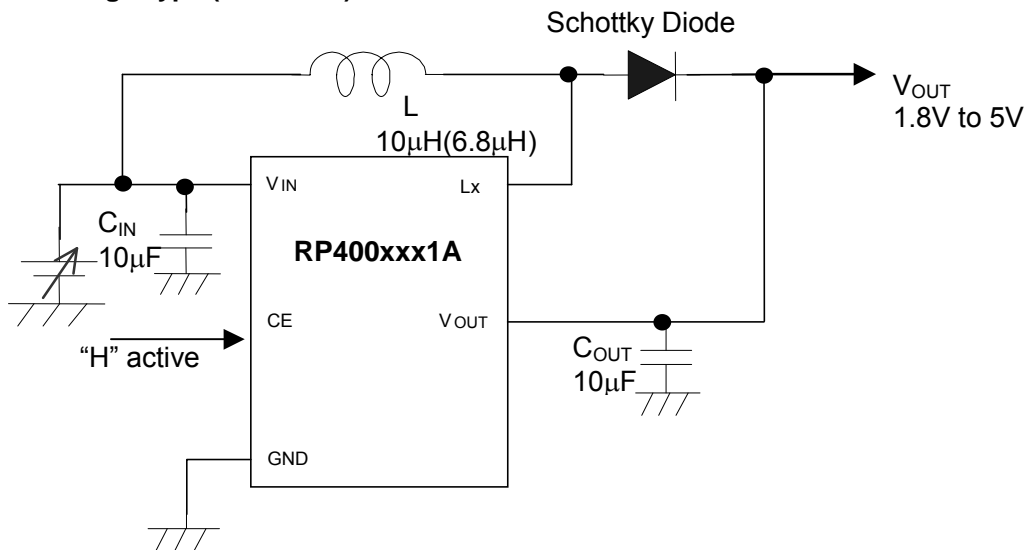 Schottky Diode
VOUT
1.8V to 5V
L
10μH(6.8μH)
VIN
Lx
CIN
10μF
RP400xxx1A
CE
VOUT
"H" active
COUT
10μF
GND